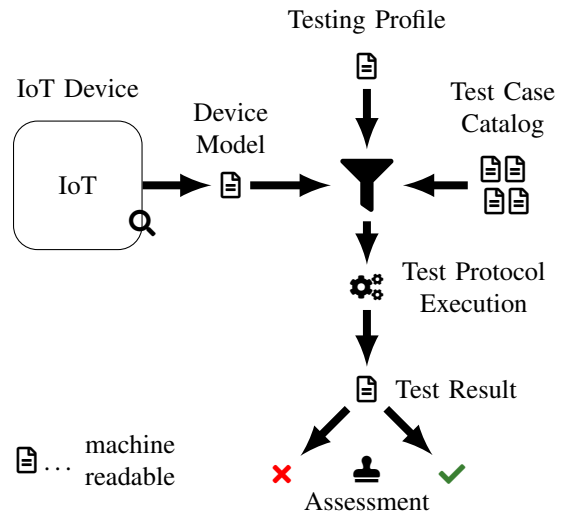 Testing Profile
IoT Device
Device
Model
Test Case
Catalog
IoT
Test Protocol
Execution
Test Result
... machine
readable
Assessment